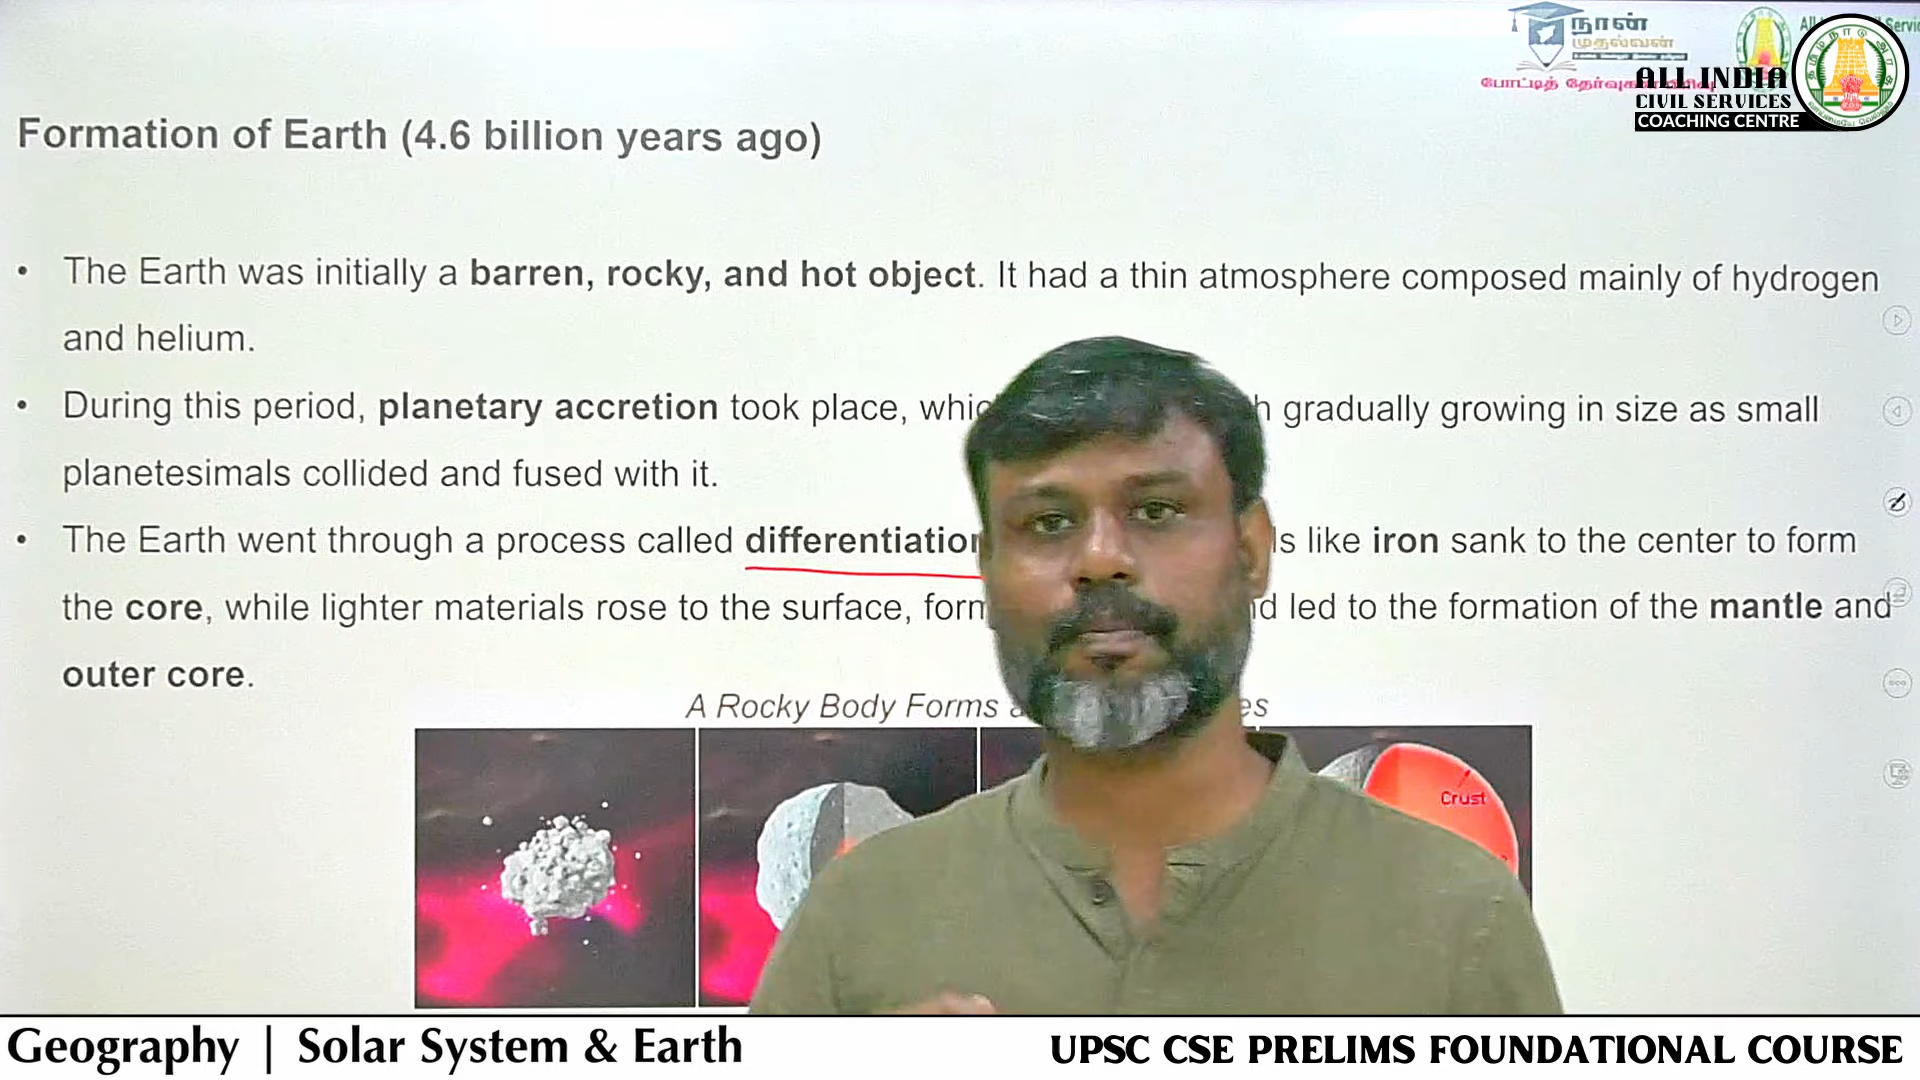 நான்
முதல்வன்
போட்டித்
ALL INDIA
CIVIL SERVICES
COACHING CENTRE
Formation of Earth (4.6 billion years ago)
• The Earth was initially a barren, rocky, and hot object. It had a thin atmosphere composed mainly of hydrogen
and helium.
• During this period, planetary accretion took place, gradually growing in size as small
planetesimals collided and fused with it.
• The Earth went through a process called differentiation like iron sank to the center to form
the core, while lighter materials rose to the surface, led to the formation of the mantle and
outer core.
A Rocky Body Forms
Crust
Geography | Solar System & Earth
UPSC CSE PRELIMS FOUNDATIONAL COURSE